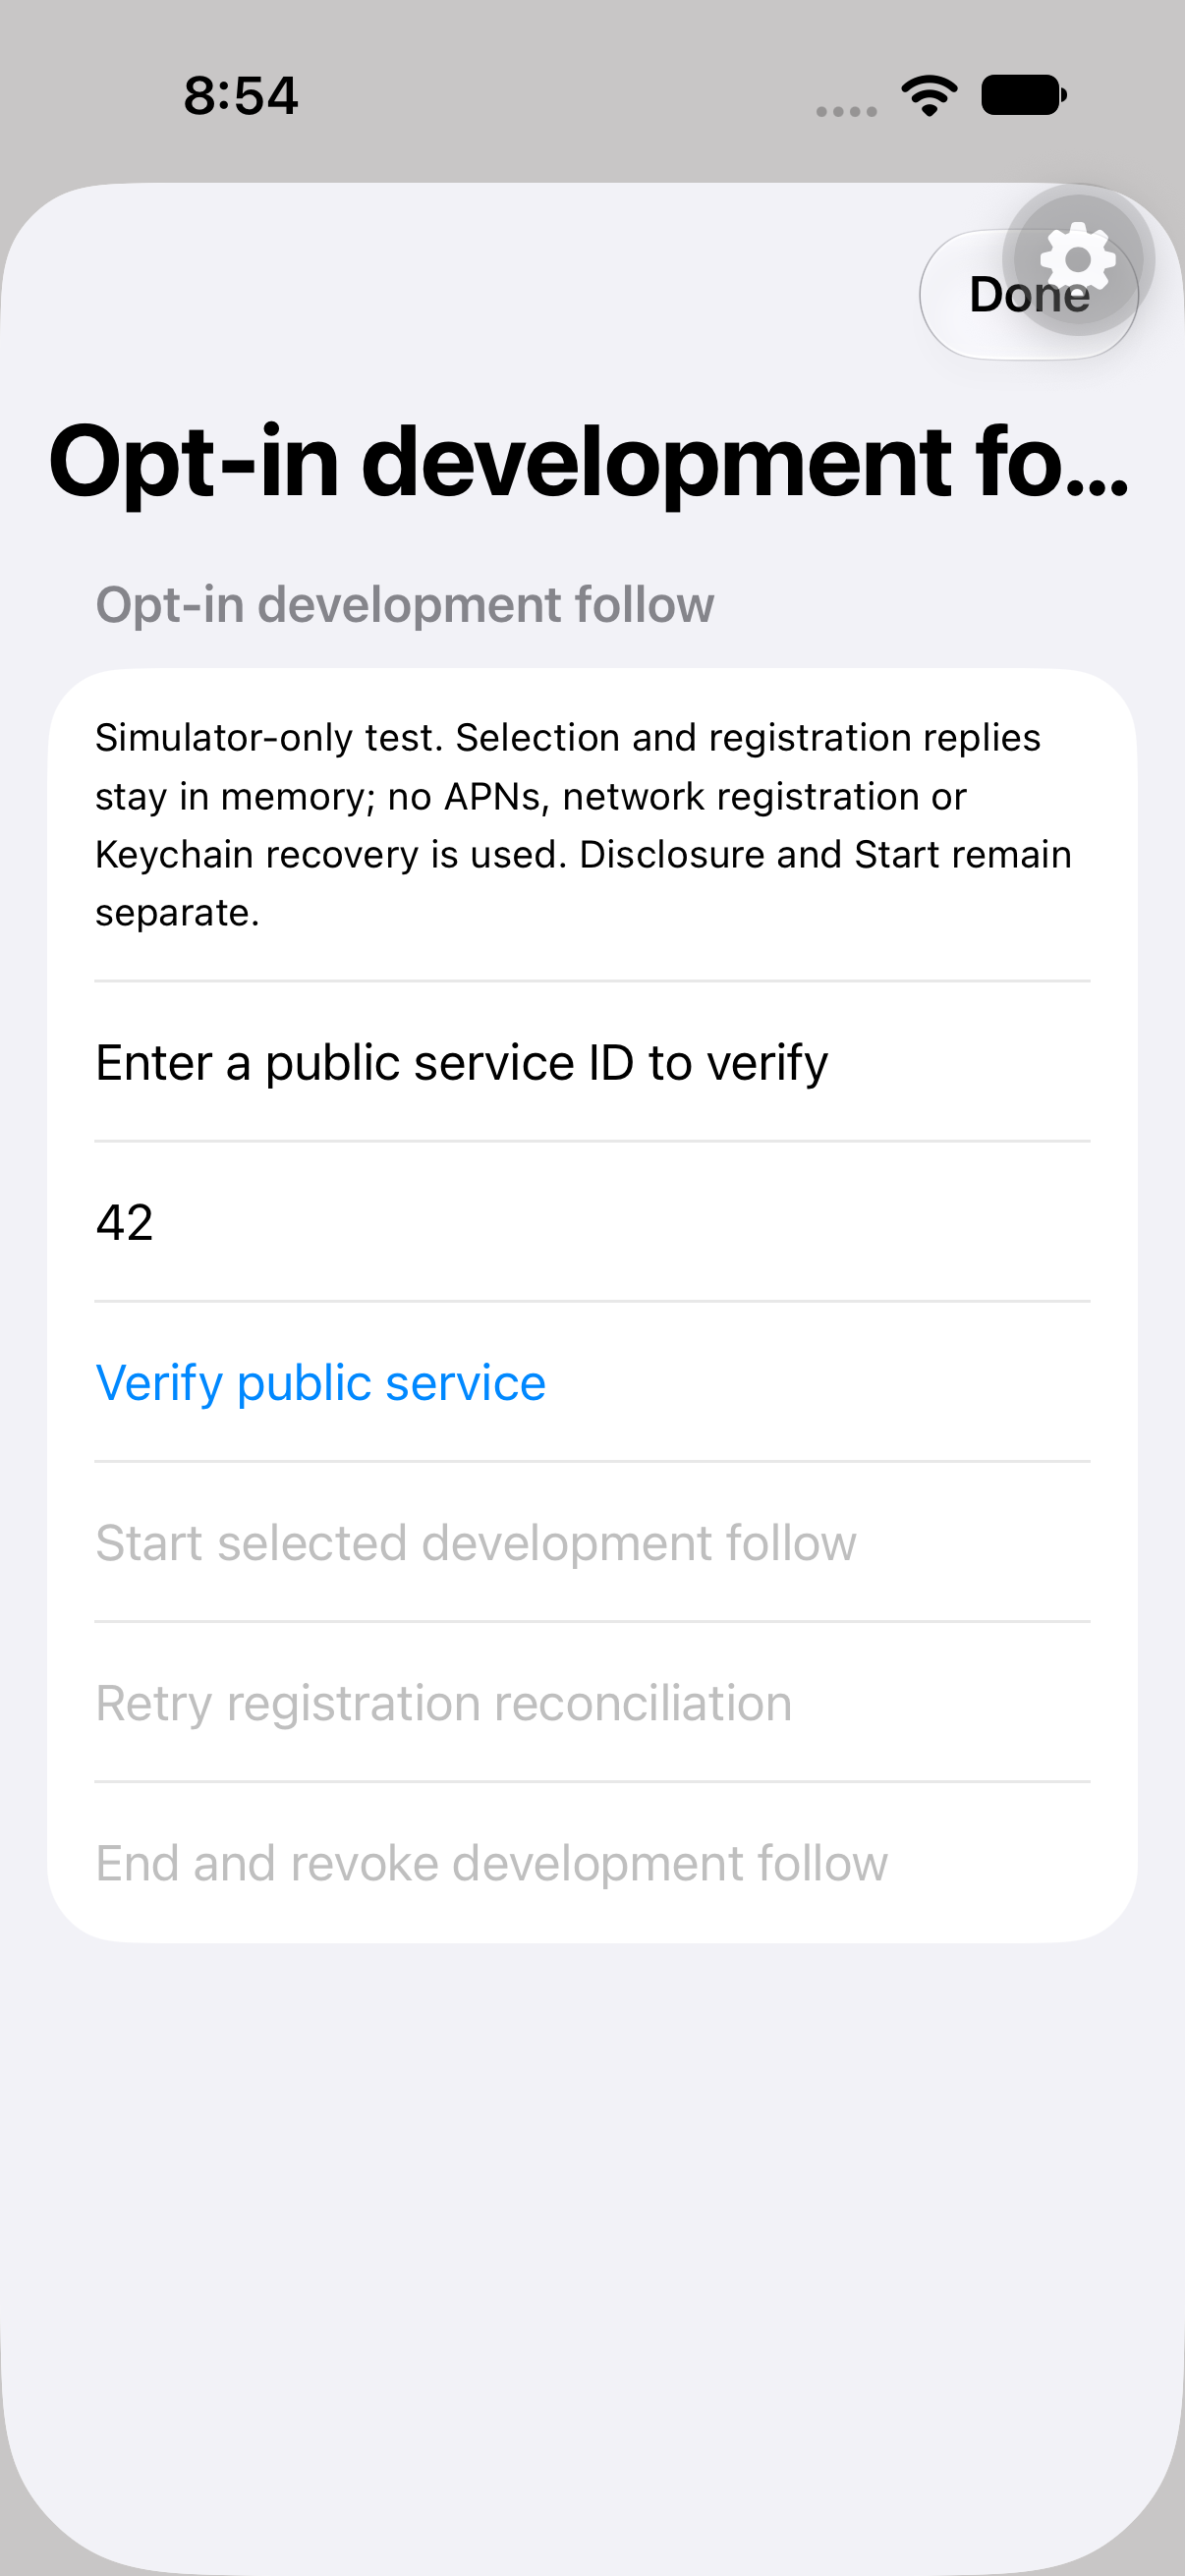 8:54
Done
Opt-in development fo...
Opt-in development follow
Simulator-only test. Selection and registration replies
stay in memory; no APNs, network registration or
Keychain recovery is used. Disclosure and Start remain
separate.
Enter a public service ID to verify
42
Verify public service
Start selected development follow
Retry registration reconciliation
End and revoke development follow